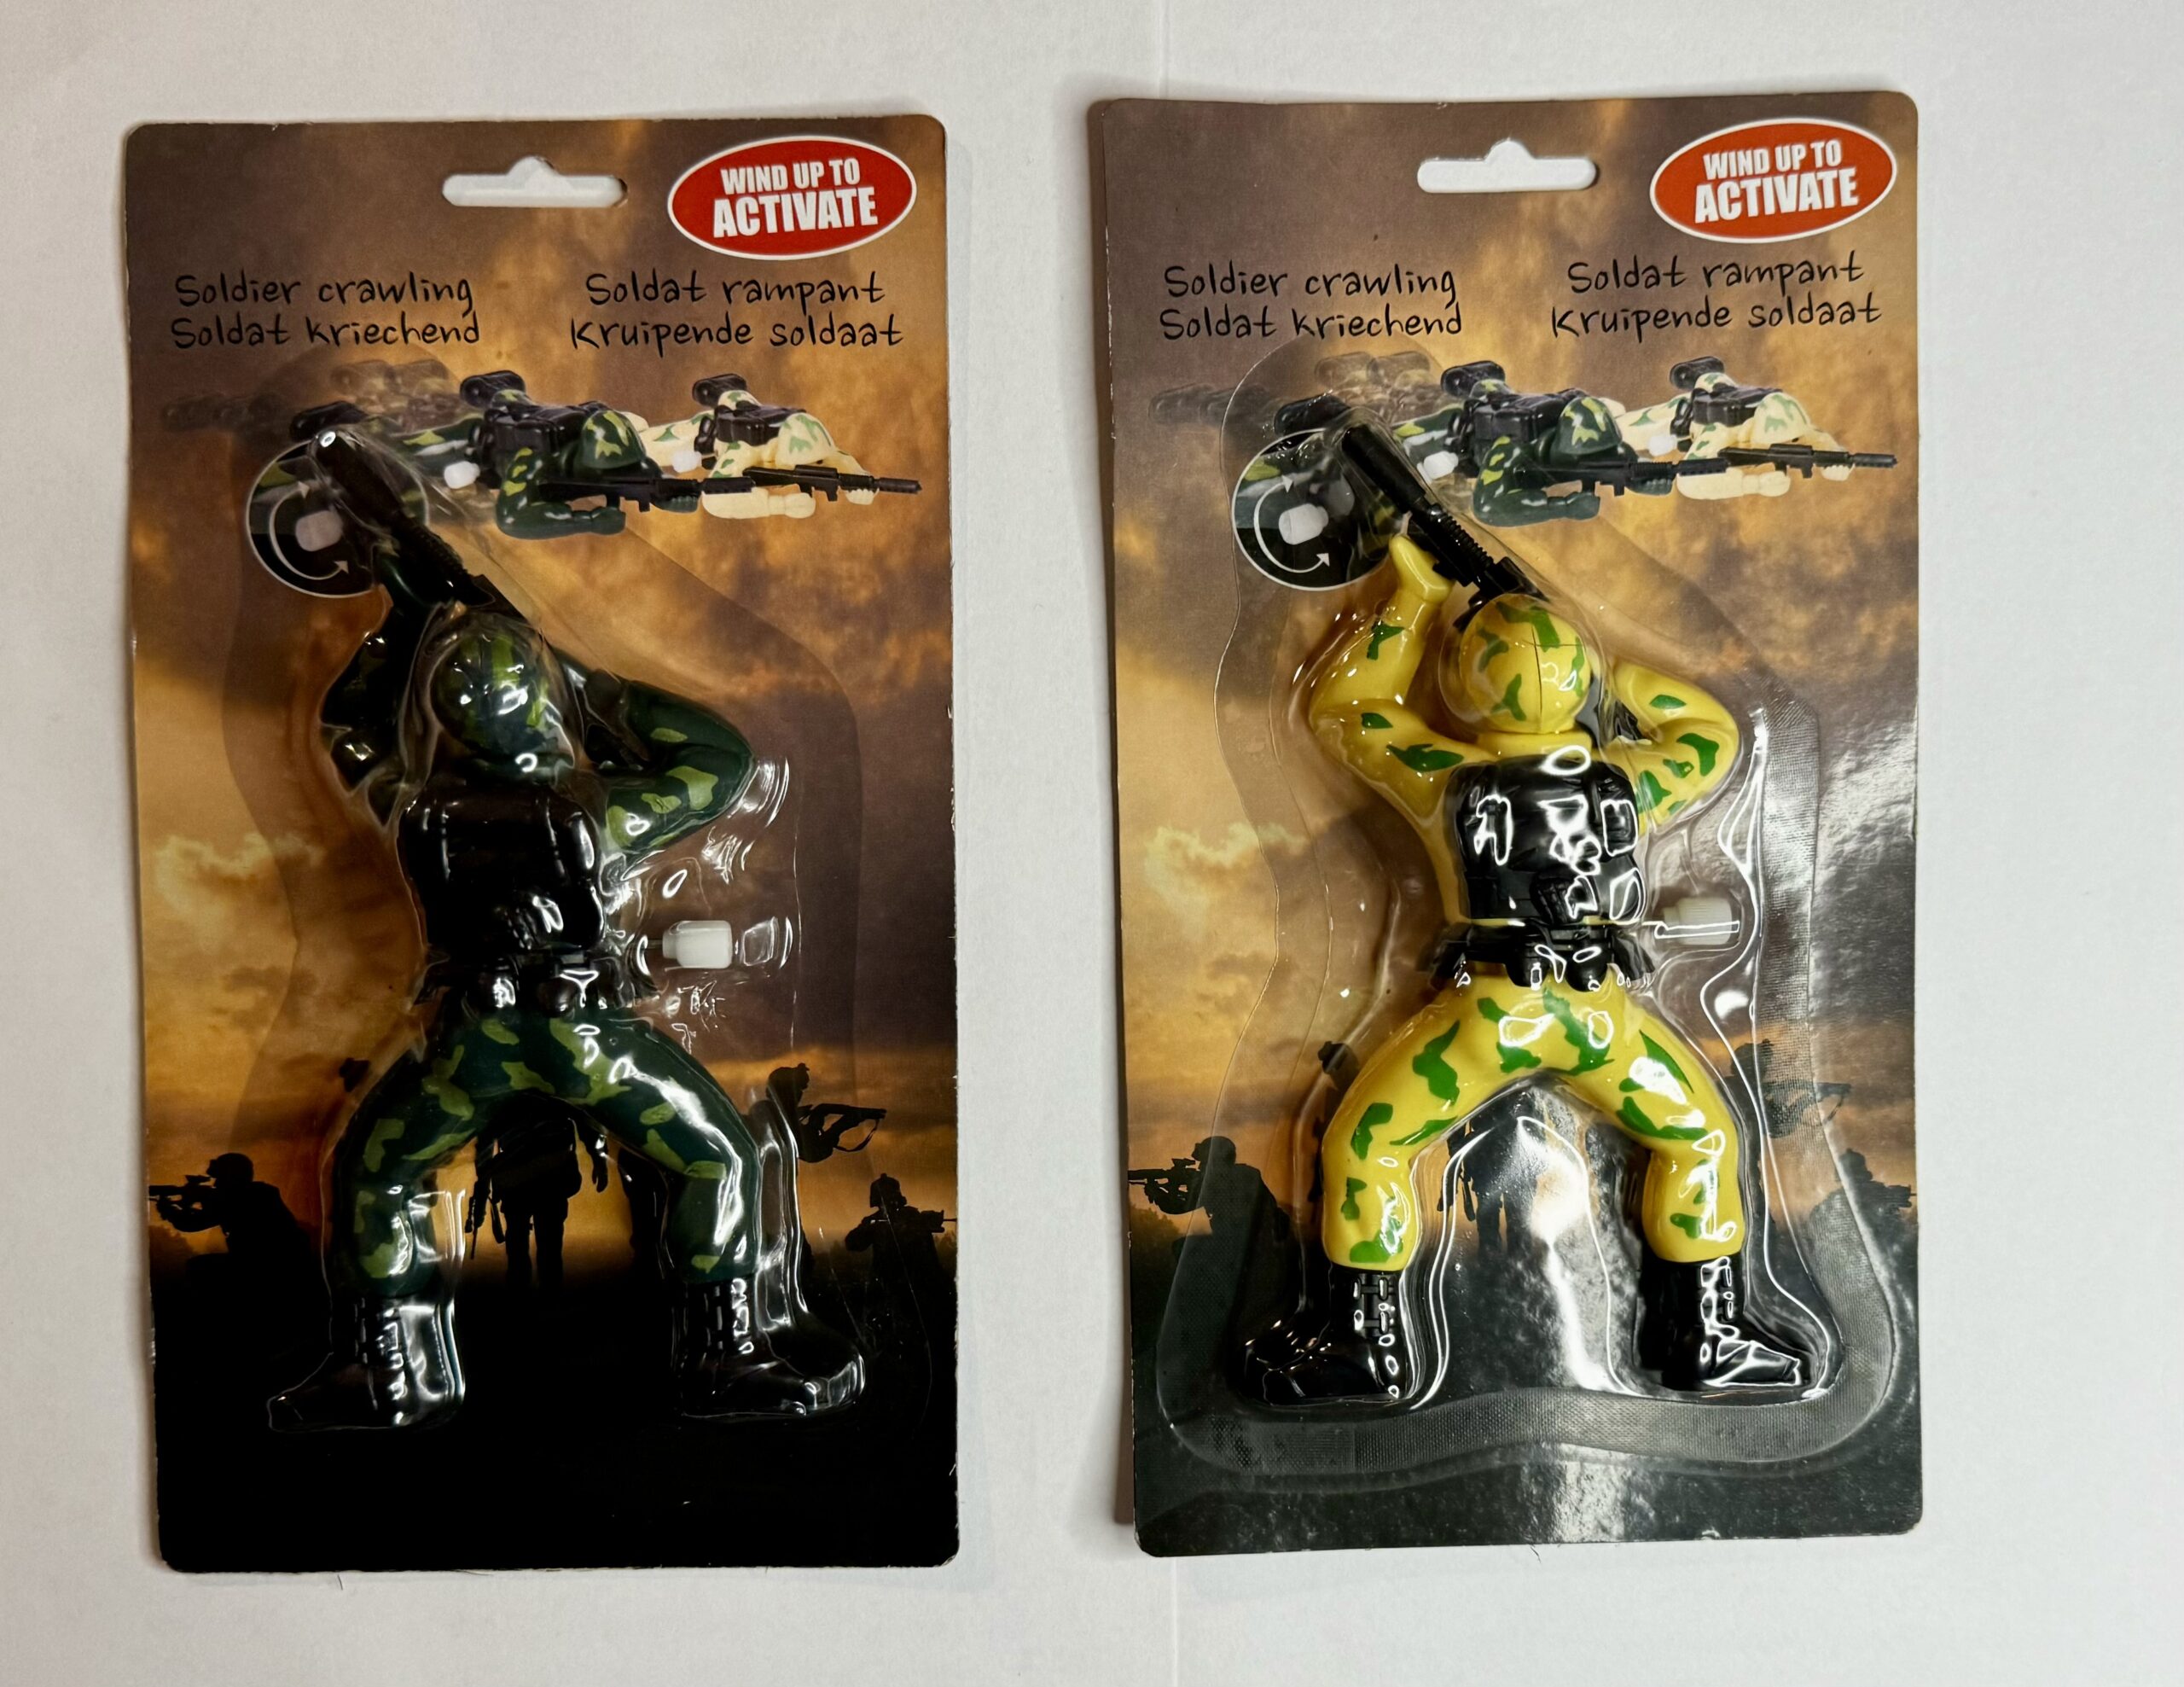 WIND UP TO
ACTIVATE
Soldier crawling
Soldat kriechend
Soldat rampant
Kruipende soldaat
WIND UP TO
ACTIVATE
Soldier crawling
Soldat kriechend
Soldat rampant
Kruipende soldaat